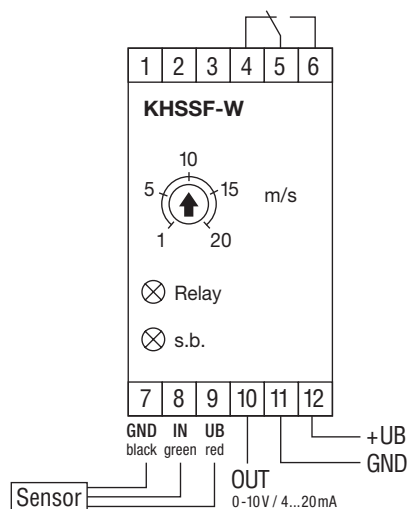 1 2 3 4 5 6
KHSSF-W
10
5 15 m/s
1 20
Relay
s.b.
7 8 9 10 11 12
GND IN UB +UB
black green red GND
OUT
Sensor 0-10V / 4...20mA